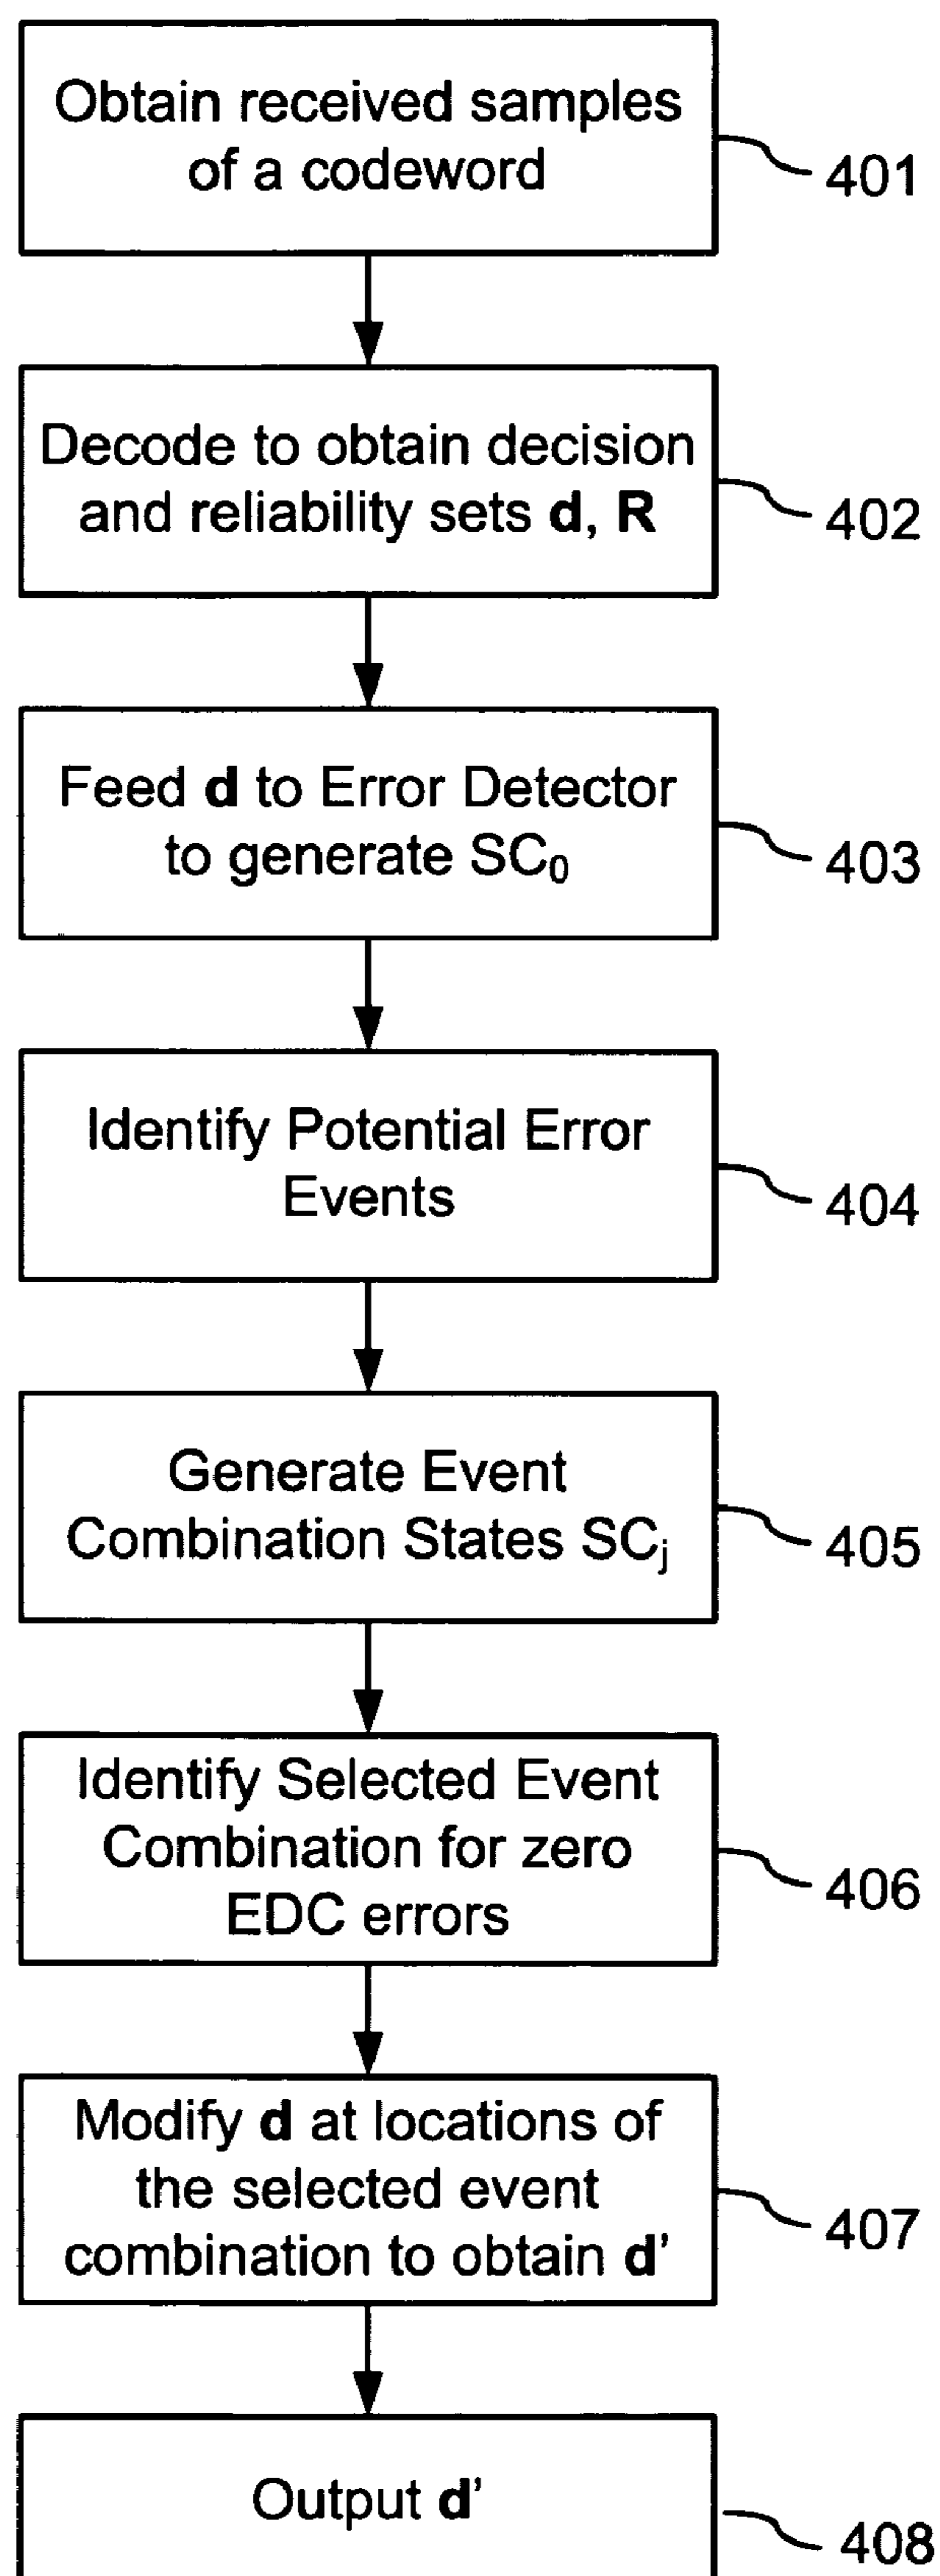 Obtain received samples
of a codeword
401
Decode to obtain decision
and reliability sets d, R
402
Feed d to Error Detector
to generate SC₀
403
Identify Potential Error
Events
404
Generate Event
Combination States SCⱼ
405
Identify Selected Event
Combination for zero
EDC errors
406
Modify d at locations of
the selected event
combination to obtain d'
407
Output d'
408